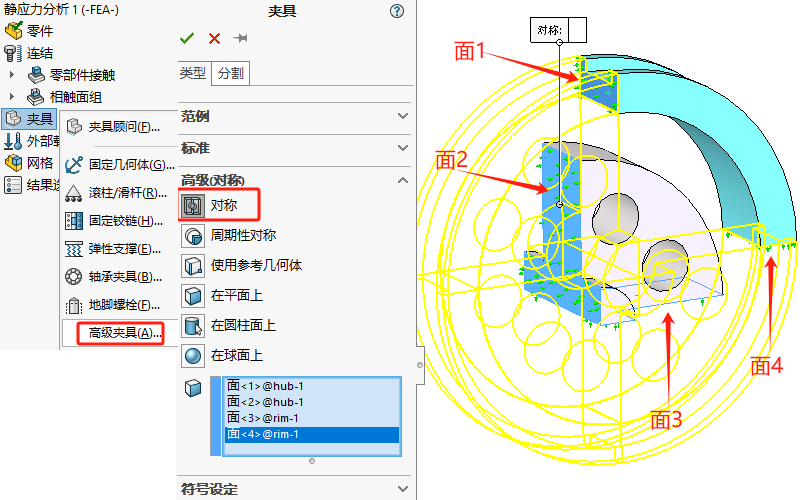 静应力分析 1 (-FEA-)
零件
连结
零部件接触
相触面组
夹具
外部载
网格
结果选
夹具顾问(F)...
固定几何体(G)...
滚柱/滑杆(R)...
固定铰链(H)...
弹性支撑(E)...
轴承夹具(B)...
地脚螺栓(F)...
高级夹具(A)...
夹具
类型
分割
范例
标准
高级(对称)
对称
周期性对称
使用参考几何体
在平面上
在圆柱面上
在球面上
面<1>@hub-1
面<2>@hub-1
面<3>@rim-1
面<4>@rim-1
符号设定
对称:
面1
面2
面3
面4